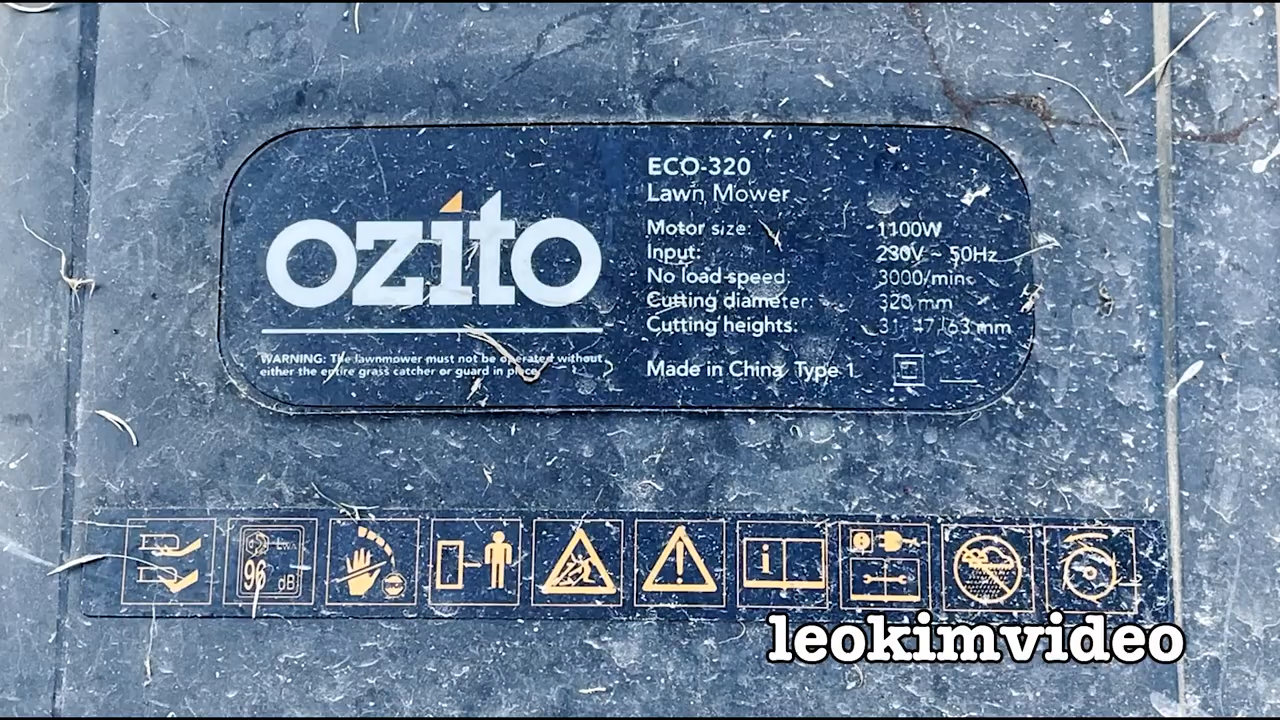 ozito
WARNING: The lawnmower must not be operated without
either the entire grass catcher or guard in place.
ECO-320
Lawn Mower
Motor size: 1100W
Input: 230V ~ 50Hz
No load speed: 3000/min
Cutting diameter: 320 mm
Cutting heights: 31/47/63 mm
Made in China Type 1
96 dB
i
leokimvideo